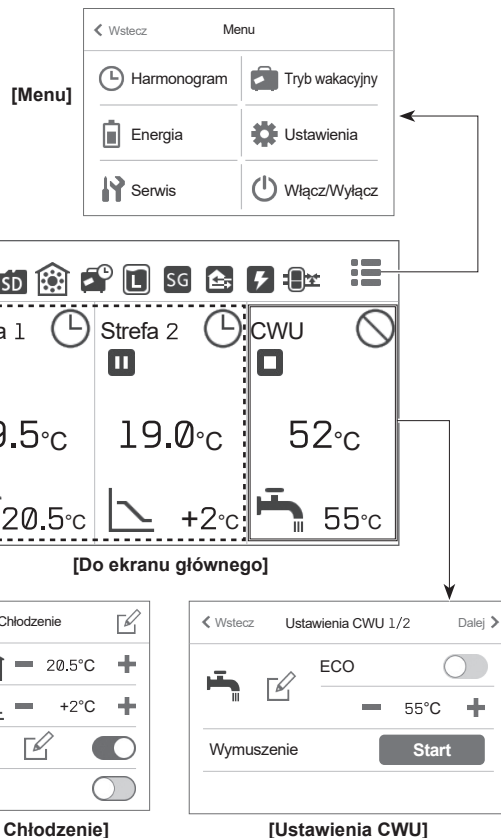 Wstecz Menu
[Menu]
Harmonogram Tryb wakacyjny
Energia Ustawienia
Serwis Włącz/Wyłącz
SD L SG
1 Strefa 2 CWU
.5°C 19.0°C 52°C
20.5°C +2°C 55°C
[Do ekranu głównego]
Chłodzenie
20.5°C
+2°C
Chłodzenie]
Wstecz Ustawienia CWU 1/2 Dalej
ECO
55°C
Wymuszenie Start
[Ustawienia CWU]